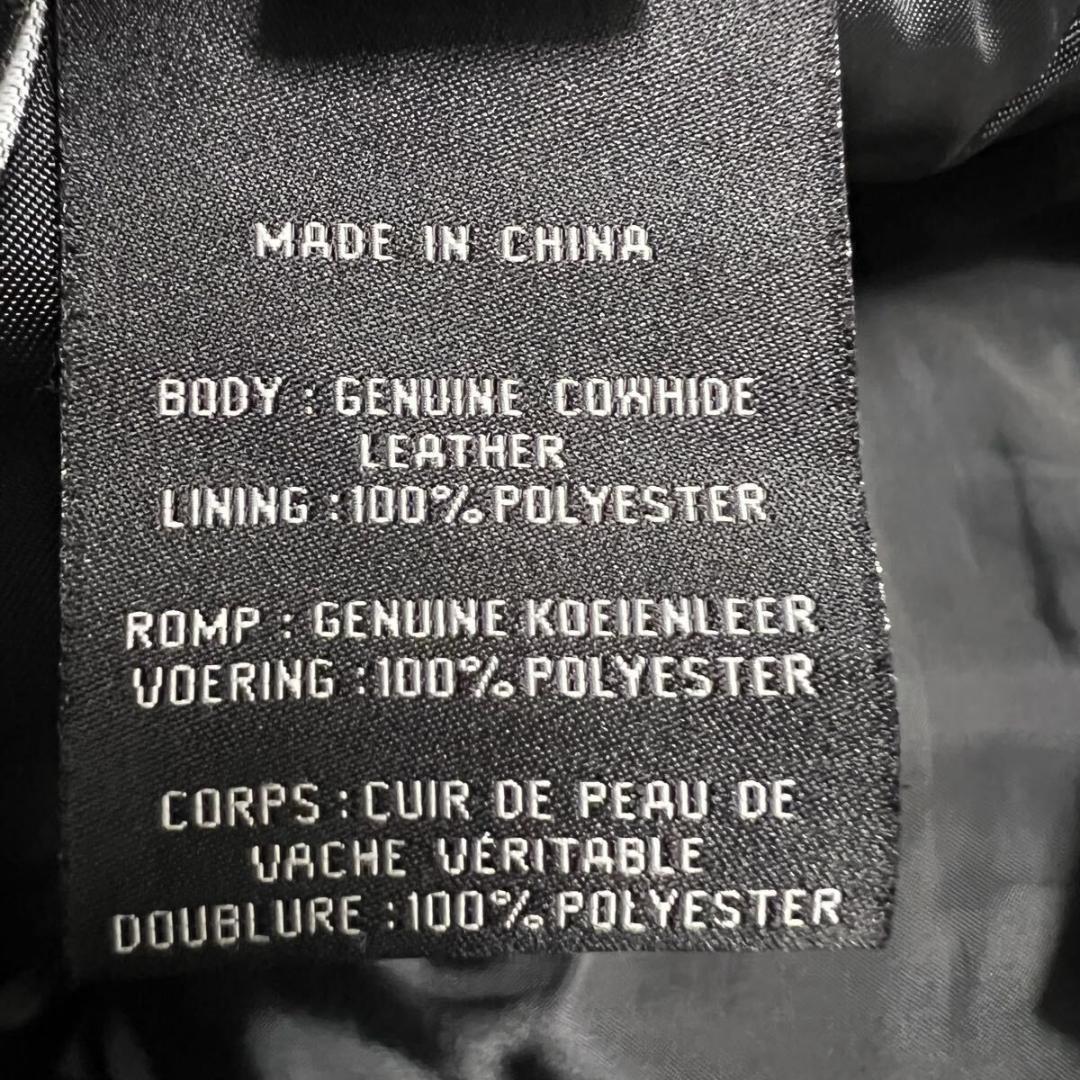 MADE IN CHINA
BODY : GENUINE COWHIDE
LEATHER
LINING :100% POLYESTER
ROMP : GENUINE KOEIENLEER
VOERING :100% POLYESTER
CORPS : CUIR DE PEAU DE
VACHE VÉRITABLE
DOUBLURE :100% POLYESTER